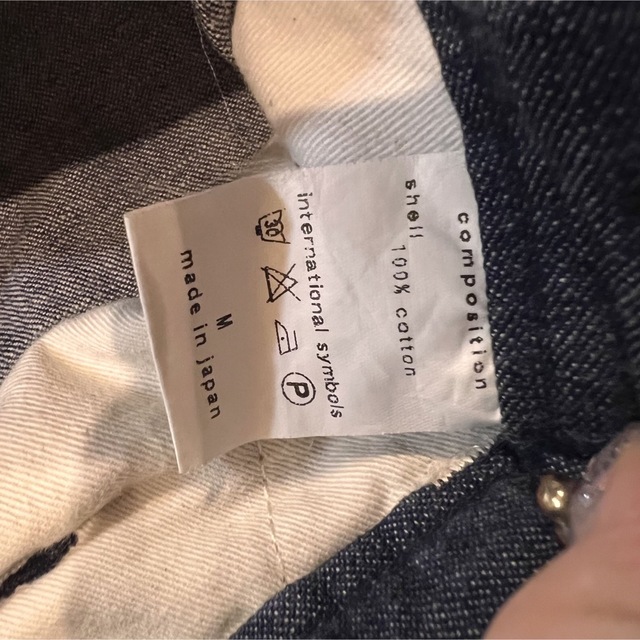 composition
shell 100% cotton
international symbols
30 P
M
made in japan